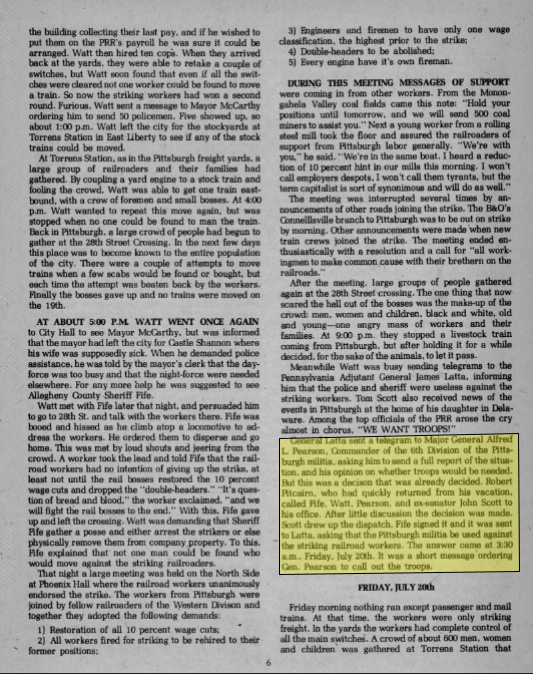 the building collecting their last pay, and if he wished to
put them on the PRR's payroll he was sure it could be
arranged. Watt then hired ten cops. When they arrived
back at the yards, they were able to retake a couple of
switches, but Watt soon found that even if all the swit-
ches were cleared not one worker could be found to move
a train. So now the striking workers had won a second
round. Furious, Watt sent a message to Mayor McCarthy
ordering him to send 50 policemen. Five showed up, so
about 1:00 p.m. Watt left the city for the stockyards at
Torrens Station in East Liberty to see if any of the stock
trains could be moved.
At Torrens Station, as in the Pittsburgh freight yards, a
large group of railroaders and their families had
gathered. By coupling a yard engine to a stock train and
fooling the crowd, Watt was able to get one train east-
bound, with a crew of foremen and small bosses. At 4:00
p.m. Watt wanted to repeat this move again, but was
stopped when no one could be found to man the train.
Back in Pittsburgh, a large crowd of people had begun to
gather at the 28th Street Crossing. In the next few days
this place was to become known to the entire population
of the city. There were a couple of attempts to move
trains when a few scabs would be found or bought, but
each time the attempt was beaten back by the workers.
Finally the bosses gave up and no trains were moved on
the 19th.
AT ABOUT 5:00 P.M. WATT WENT ONCE AGAIN
to City Hall to see Mayor McCarthy, but was informed
that the mayor had left the city for Castle Shannon where
his wife was supposedly sick. When he demanded police
assistance, he was told by the mayor's clerk that the day-
force was too busy and that the night-force were needed
elsewhere. For any more help he was suggested to see
Allegheny County Sheriff Fife.
Watt met with Fife later that night, and persuaded him
to go to 28th St. and talk with the workers there. Fife was
booed and hissed as he climb atop a locomotive to ad-
dress the workers. He ordered them to disperse and go
home. This was met by loud shouts and jeering from the
crowd. A worker took the lead and told Fife that the rail-
road workers had no intention of giving up the strike, at
least not until the rail bosses restored the 10 percent
wage cuts and dropped the "double-headers." "It's ques-
tion of bread and blood," the worker exclaimed, "and we
will fight the rail bosses to the end." With this, Fife gave
up and left the crossing. Watt was demanding that Sheriff
Fife gather a posse and either arrest the strikers or else
physically remove them from company property. To this.
Fife explained that not one man could be found who
would move against the striking railroaders.
That night a large meeting was held on the North Side
at Phoenix Hall where the railroad workers unanimously
endorsed the strike. The workers from Pittsburgh were
joined by fellow railroaders of the Western Divison and
together they adopted the following demands:
1) Restoration of all 10 percent wage cuts;
2) All workers fired for striking to be rehired to their
former positions;
3) Engineers and firemen to have only one wage
classification, the highest prior to the strike;
4) Double-headers to be abolished;
5) Every engine have it's own fireman.
DURING THIS MEETING MESSAGES OF SUPPORT
were coming in from other workers. From the Monon-
gahela Valley coal fields came this note: "Hold your
positions until tomorrow, and we will send 500 coal
miners to assist you." Next a young worker from a rolling
steel mill took the floor and assured the railroaders of
support from Pittsburgh labor generally. "We're with
you," he said. "We're in the same boat. I heard a reduc-
tion of 10 percent hint in our mills this morning. I won't
call employers despots, I won't call them tyrants, but the
term capitalist is sort of synonimous and will do as well."
The meeting was interrupted several times by an-
nouncements of other roads joining the strike. The B&O's
Connellsville branch to Pittsburgh was to be out on strike
by morning. Other announcements were made when new
train crews joined the strike. The meeting ended en-
thusiastically with a resolution and a call for "all work-
ingmen to make common cause with their brethern on the
railroads."
After the meeting, large groups of people gathered
again at the 28th Street crossing. The one thing that now
scared the hell out of the bosses was the make-up of the
crowd: men, women and children, black and white, old
and young—one angry mass of workers and their
families. At 9:00 p.m. they stopped a livestock train
coming from Pittsburgh, but after holding it for a while
decided, for the sake of the animals, to let it pass.
Meanwhile Watt was busy sending telegrams to the
Pennsylvania Adjutant General James Latta, informing
him that the police and sheriff were useless against the
striking workers. Tom Scott also received news of the
events in Pittsburgh at the home of his daughter in Dela-
ware. Among the top officials of the PRR arose the cry
almost in chorus, "WE WANT TROOPS!"
General Latta sent a telegram to Major General Alfred
L. Pearson, Commander of the 6th Division of the Pitts-
burgh militia, asking him to send a full report of the situa-
tion, and his opinion on whether troops would be needed.
But this was a decison that was already decided. Robert
Pitcairn, who had quickly returned from his vacation,
called Fife, Watt, Pearson, and ex-senator John Scott to
his office. After little discussion the decision was made.
Scott drew up the dispatch, Fife signed it and it was sent
to Latta, asking that the Pittsburgh militia be used against
the striking railroad workers. The answer came at 3:30
a.m., Friday, July 20th. It was a short message ordering
Gen. Pearson to call out the troops.
FRIDAY, JULY 20th
Friday morning nothing ran except passenger and mail
trains. At that time, the workers were only striking
freight. In the yards the workers had complete control of
all the main switches. A crowd of about 600 men, women
and children was gathered at Torrens Station that
6